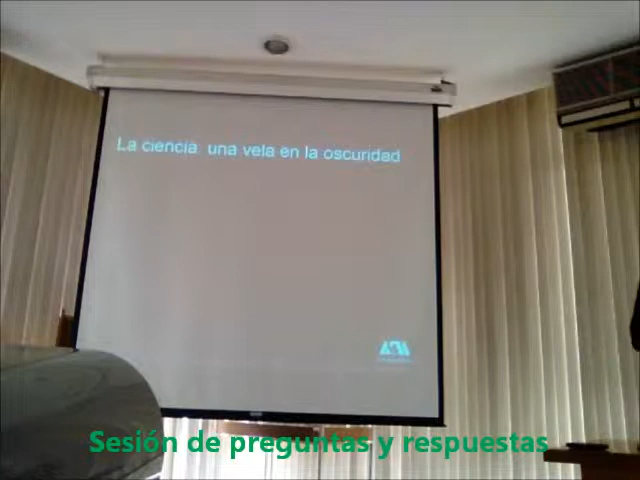 La ciencia: una vela en la oscuridad
Sesión de preguntas y respuestas